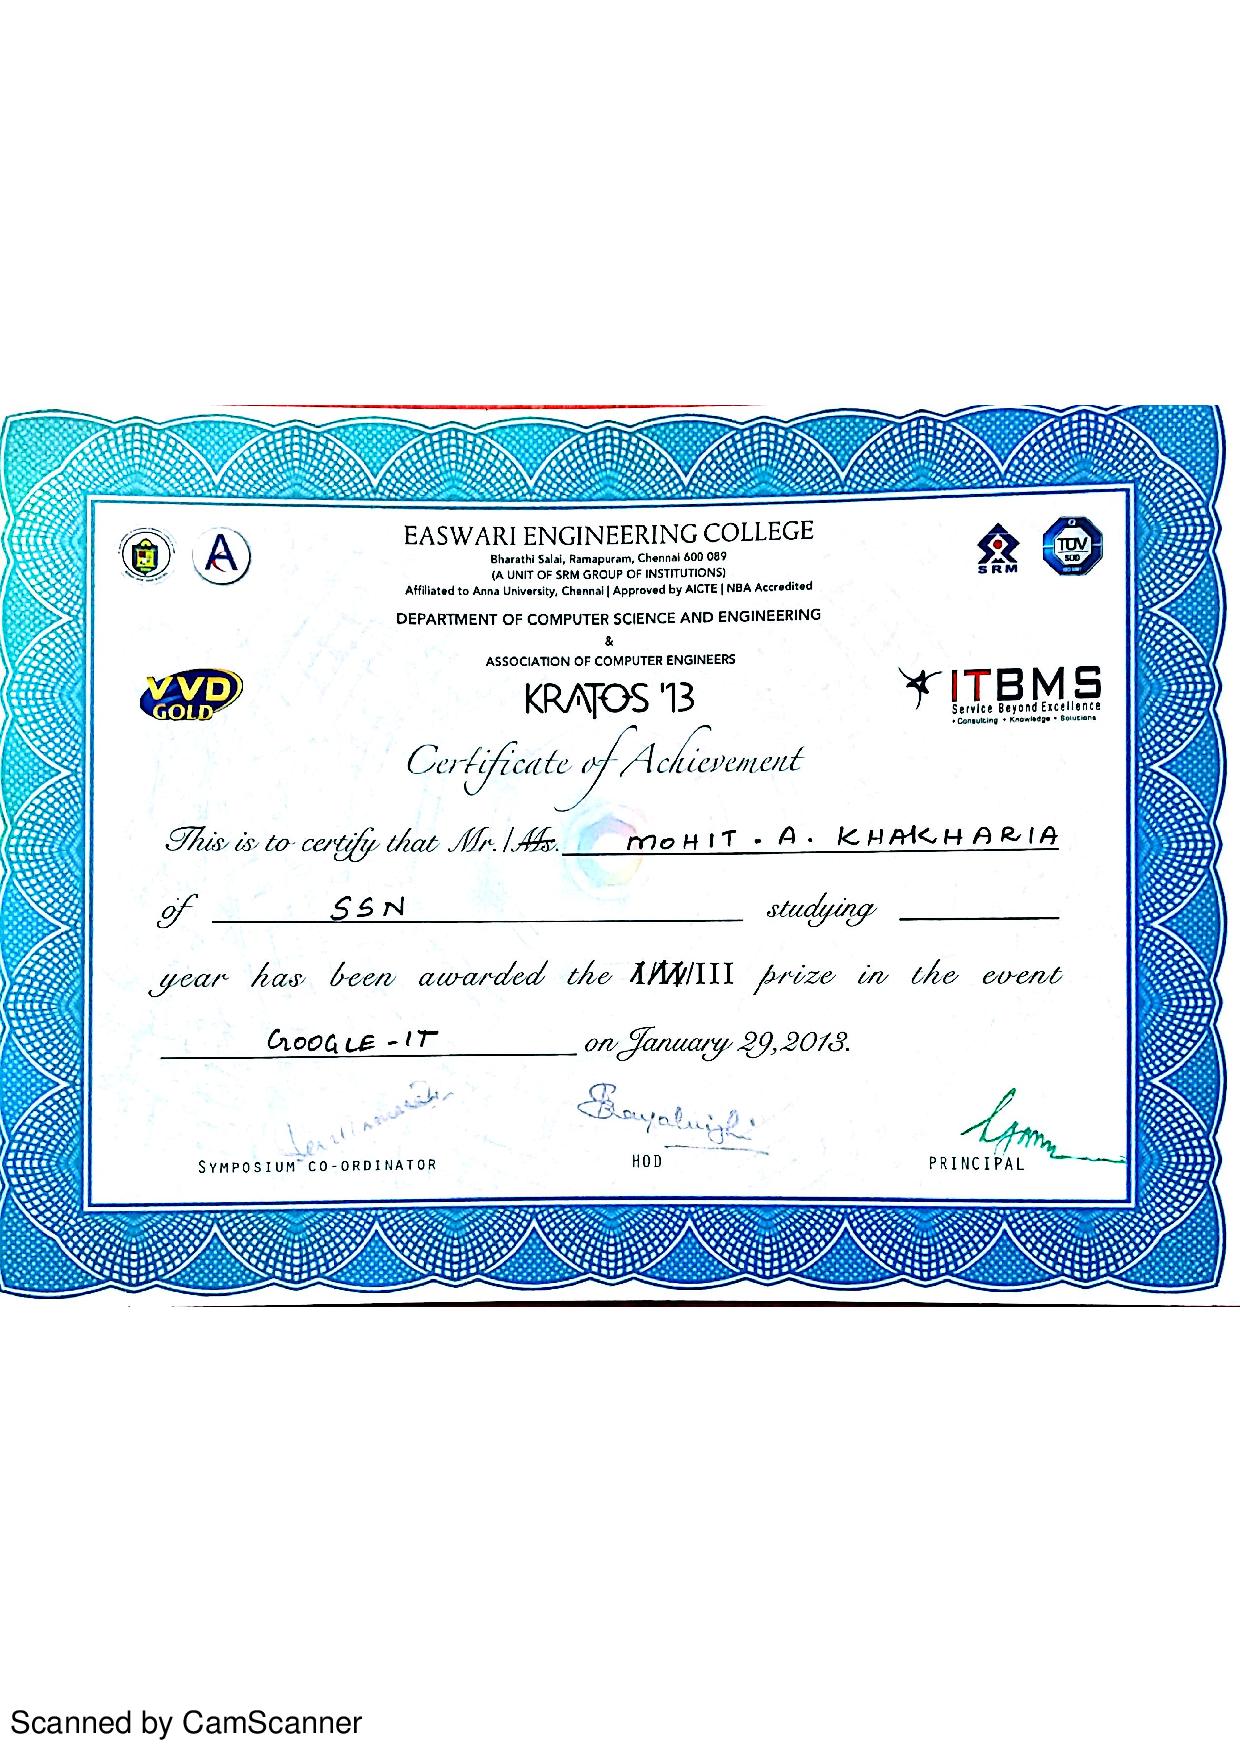 EASWARI ENGINEERING COLLEGE
Bharathi Salai, Ramapuram, Chennai 600 089
(A UNIT OF SRM GROUP OF INSTITUTIONS)
Affiliated to Anna University, Chennai | Approved by AICTE | NBA Accredited
DEPARTMENT OF COMPUTER SCIENCE AND ENGINEERING
&
ASSOCIATION OF COMPUTER ENGINEERS
A
SRM
TÜV
SÜD
VVD
GOLD
KRATOS '13
ITBMS
Service Beyond Excellence
• Consulting • Knowledge • Solutions
Certificate of Achievement
This is to certify that Mr. / Ms. MOHIT . A . KHAKHARIA
of SSN studying
year has been awarded the I/II/III prize in the event
GOOGLE - IT on January 29, 2013.
SYMPOSIUM CO-ORDINATOR HOD PRINCIPAL
Scanned by CamScanner